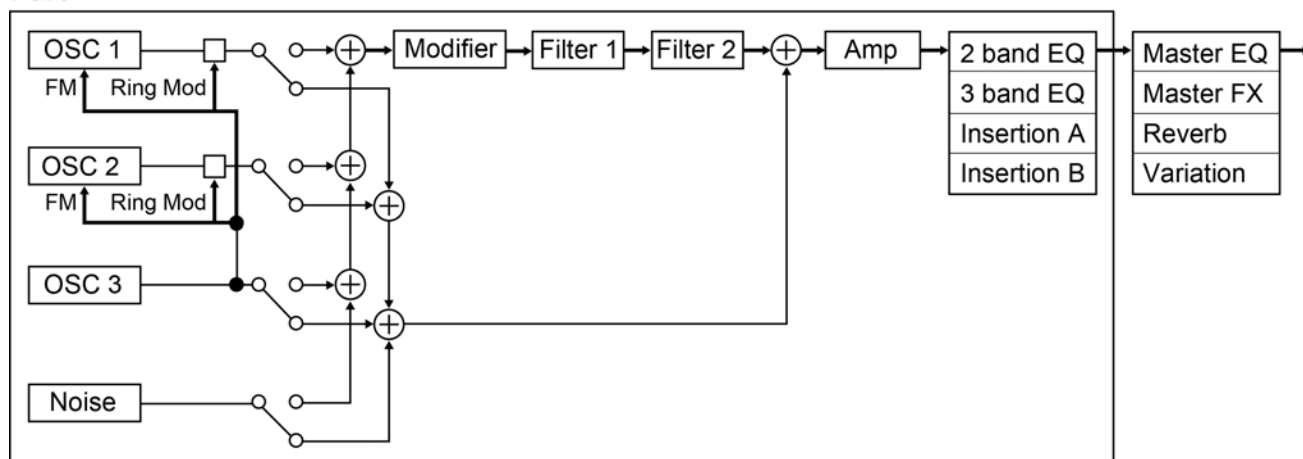 OSC 1
FM
Ring Mod
Modifier
Filter 1
Filter 2
Amp
2 band EQ
3 band EQ
Insertion A
Insertion B
Master EQ
Master FX
Reverb
Variation
OSC 2
FM
Ring Mod
OSC 3
Noise